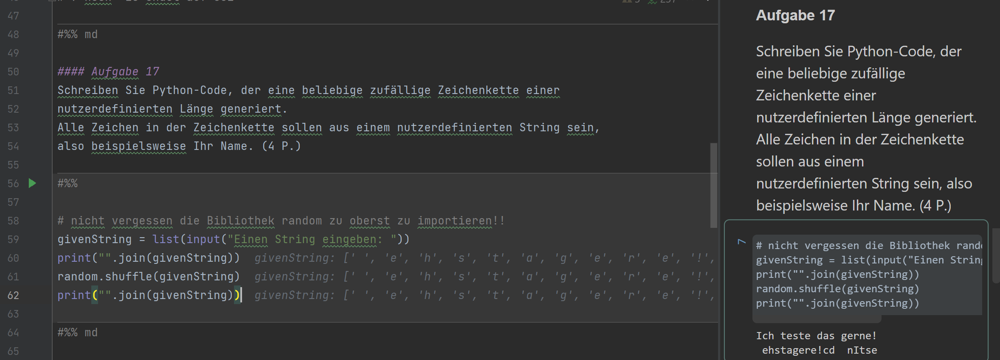 47
48 #%% md
49
50 #### Aufgabe 17
51 Schreiben Sie Python-Code, der eine beliebige zufällige Zeichenkette einer
52 nutzerdefinierten Länge generiert.
53 Alle Zeichen in der Zeichenkette sollen aus einem nutzerdefinierten String sein,
54 also beispielsweise Ihr Name. (4 P.)
55
56 #%%
57
58 # nicht vergessen die Bibliothek random zu oberst zu importieren!!
59 givenString = list(input("Einen String eingeben: "))
60 print("".join(givenString)) givenString: [' ', 'e', 'h', 's', 't', 'a', 'g', 'e', 'r', 'e', '!',
61 random.shuffle(givenString) givenString: [' ', 'e', 'h', 's', 't', 'a', 'g', 'e', 'r', 'e', '!',
62 print("".join(givenString)) givenString: [' ', 'e', 'h', 's', 't', 'a', 'g', 'e', 'r', 'e', '!',
63
64 #%% md
65
Aufgabe 17
Schreiben Sie Python-Code, der
eine beliebige zufällige
Zeichenkette einer
nutzerdefinierten Länge generiert.
Alle Zeichen in der Zeichenkette
sollen aus einem
nutzerdefinierten String sein, also
beispielsweise Ihr Name. (4 P.)
7
# nicht vergessen die Bibliothek rand
givenString = list(input("Einen String
print("".join(givenString))
random.shuffle(givenString)
print("".join(givenString))
Ich teste das gerne!
 ehstagere!cd  nItse